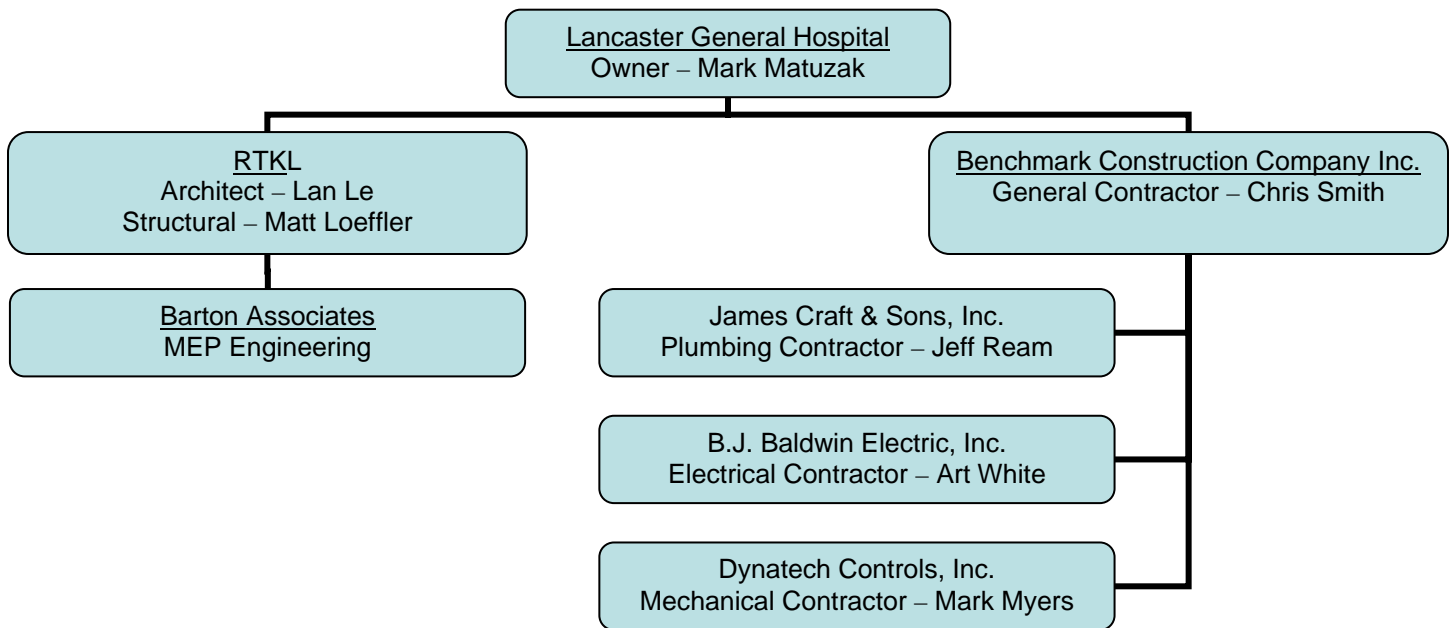 Lancaster General Hospital
Owner – Mark Matuzak
RTKL
Architect – Lan Le
Structural – Matt Loeffler
Benchmark Construction Company Inc.
General Contractor – Chris Smith
Barton Associates
MEP Engineering
James Craft & Sons, Inc.
Plumbing Contractor – Jeff Ream
B.J. Baldwin Electric, Inc.
Electrical Contractor – Art White
Dynatech Controls, Inc.
Mechanical Contractor – Mark Myers